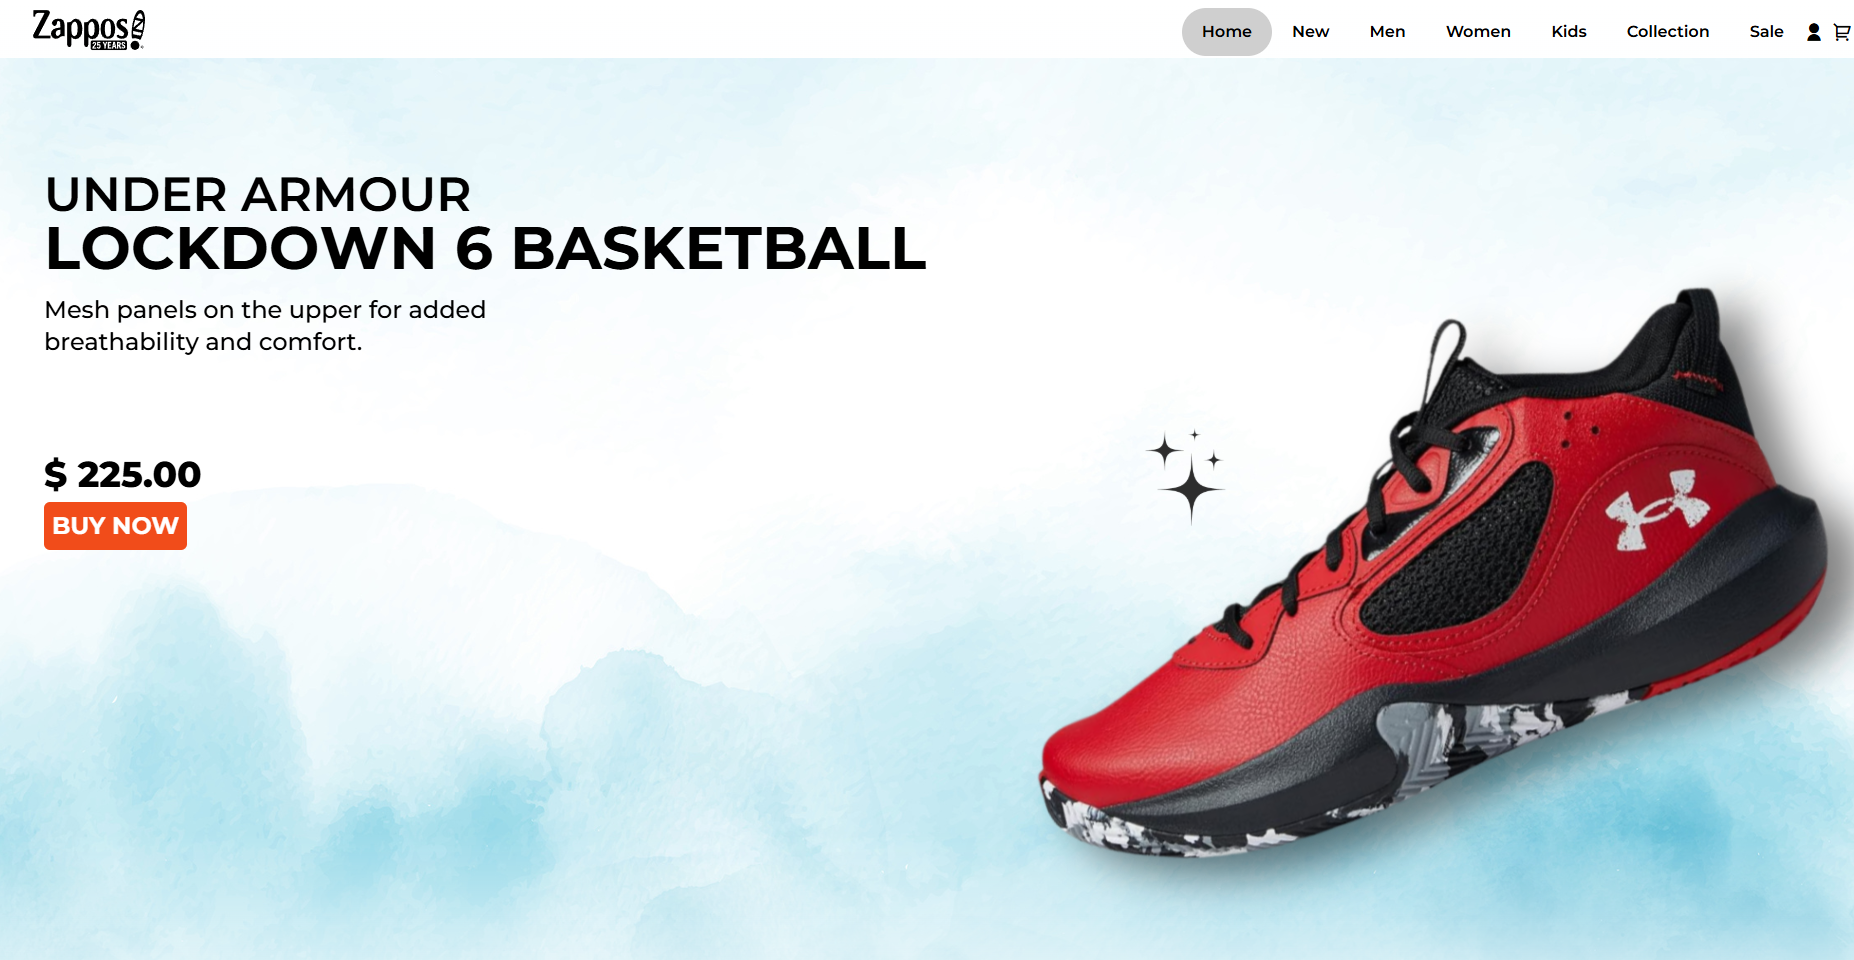 Zappos
25 YEARS
Home New Men Women Kids Collection Sale
UNDER ARMOUR
LOCKDOWN 6 BASKETBALL
Mesh panels on the upper for added
breathability and comfort.
$ 225.00
BUY NOW